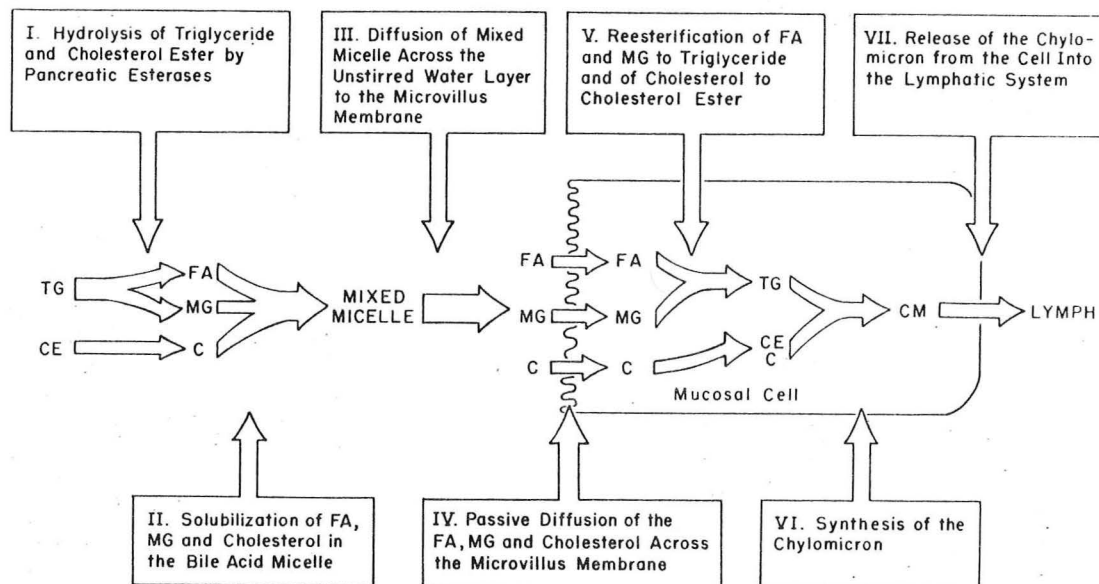 I. Hydrolysis of Triglyceride
and Cholesterol Ester by
Pancreatic Esterases
III. Diffusion of Mixed
Micelle Across the
Unstirred Water Layer
to the Microvillus
Membrane
V. Reesterification of FA
and MG to Triglyceride
and of Cholesterol to
Cholesterol Ester
VII. Release of the Chylo-
micron from the Cell Into
the Lymphatic System
TG
CE
FA
MG
C
MIXED
MICELLE
FA
MG
C
FA
MG
C
TG
CE
C
CM
LYMPH
Mucosal Cell
II. Solubilization of FA,
MG and Cholesterol in
the Bile Acid Micelle
IV. Passive Diffusion of the
FA, MG and Cholesterol Across
the Microvillus Membrane
VI. Synthesis of the
Chylomicron